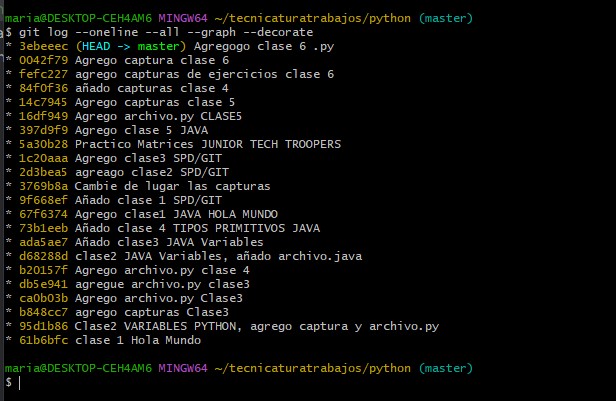 maria@DESKTOP-CEH4AM6 MINGW64 ~/tecnicaturatrabajos/python (master)
$ git log --oneline --all --graph --decorate
* 3ebeeec (HEAD -> master) Agregogo clase 6 .py
* 0042f79 Agrego captura clase 6
* fefc227 agrego capturas de ejercicios clase 6
* 84f0f36 añado capturas clase 4
* 14c7945 Agrego capturas clase 5
* 16df949 Agrego archivo.py CLASE5
* 397d9f9 Agrego clase 5 JAVA
* 5a30b28 Practico Matrices JUNIOR TECH TROOPERS
* 1c20aaa Agrego clase3 SPD/GIT
* 2d3bea5 agreago clase2 SPD/GIT
* 3769b8a Cambie de lugar las capturas
* 9f668ef Añado clase 1 SPD/GIT
* 67f6374 Agrego clase1 JAVA HOLA MUNDO
* 73b1eeb Añado clase 4 TIPOS PRIMITIVOS JAVA
* ada5ae7 Añado clase3 JAVA Variables
* d68288d clase2 JAVA Variables, añado archivo.java
* b20157f Agrego archivo.py clase 4
* db5e941 agregue archivo.py clase3
* ca0b03b agrego archivo.py Clase3
* b848cc7 agrego capturas Clase3
* 95d1b86 Clase2 VARIABLES PYTHON, agrego captura y archivo.py
* 61b6bfc clase 1 Hola Mundo
maria@DESKTOP-CEH4AM6 MINGW64 ~/tecnicaturatrabajos/python (master)
$